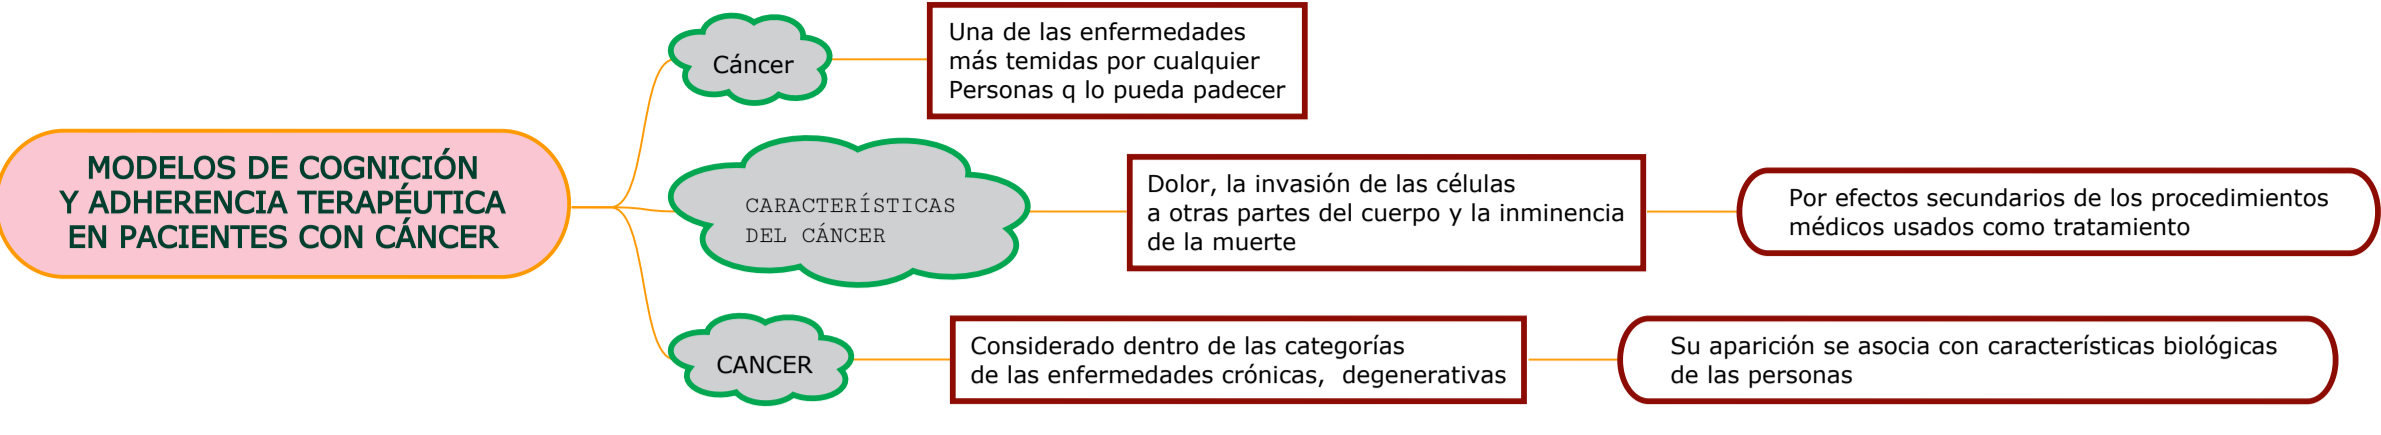 MODELOS DE COGNICIÓN
Y ADHERENCIA TERAPÉUTICA
EN PACIENTES CON CÁNCER
Cáncer
Una de las enfermedades
más temidas por cualquier
Personas q lo pueda padecer
CARACTERÍSTICAS
DEL CÁNCER
Dolor, la invasión de las células
a otras partes del cuerpo y la inminencia
de la muerte
Por efectos secundarios de los procedimientos
médicos usados como tratamiento
CANCER
Considerado dentro de las categorías
de las enfermedades crónicas,  degenerativas
Su aparición se asocia con características biológicas
de las personas